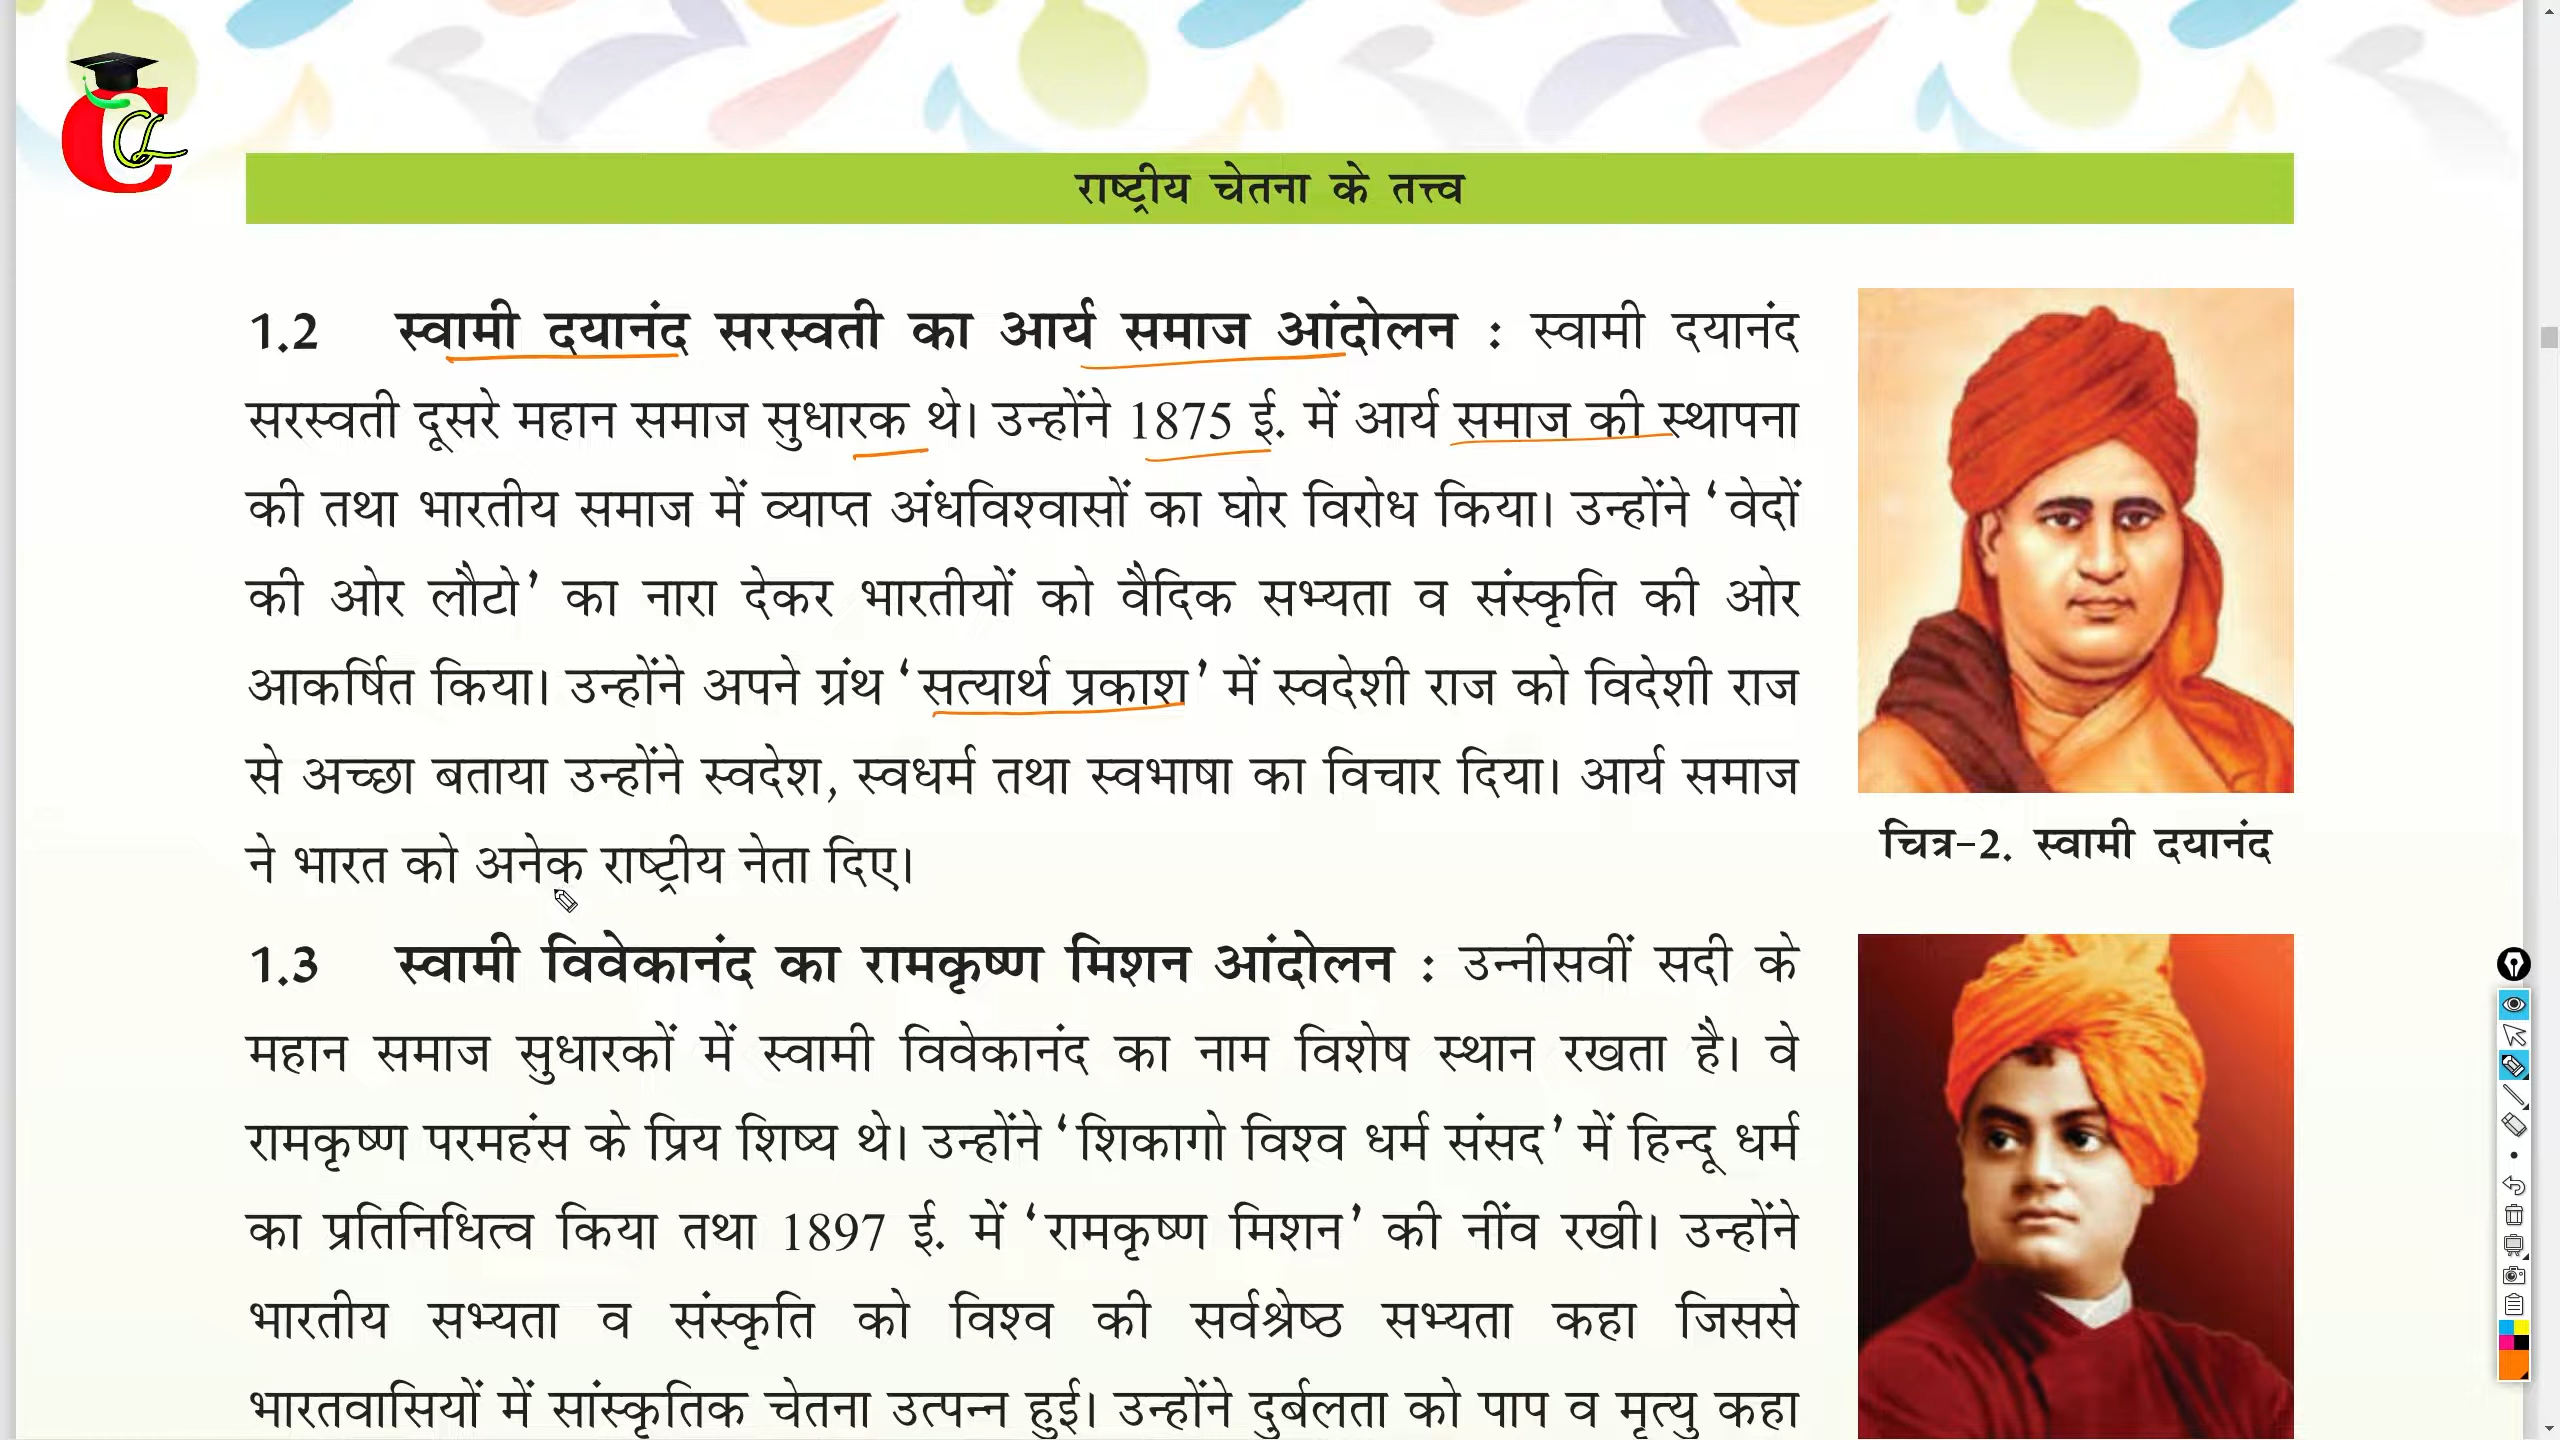 राष्ट्रीय चेतना के तत्त्व
1.2 स्वामी दयानंद सरस्वती का आर्य समाज आंदोलन : स्वामी दयानंद
सरस्वती दूसरे महान समाज सुधारक थे। उन्होंने 1875 ई. में आर्य समाज की स्थापना
की तथा भारतीय समाज में व्याप्त अंधविश्वासों का घोर विरोध किया। उन्होंने ‘वेदों
की ओर लौटो’ का नारा देकर भारतीयों को वैदिक सभ्यता व संस्कृति की ओर
आकर्षित किया। उन्होंने अपने ग्रंथ ‘सत्यार्थ प्रकाश’ में स्वदेशी राज को विदेशी राज
से अच्छा बताया उन्होंने स्वदेश, स्वधर्म तथा स्वभाषा का विचार दिया। आर्य समाज
ने भारत को अनेक राष्ट्रीय नेता दिए।
चित्र-2. स्वामी दयानंद
1.3 स्वामी विवेकानंद का रामकृष्ण मिशन आंदोलन : उन्नीसवीं सदी के
महान समाज सुधारकों में स्वामी विवेकानंद का नाम विशेष स्थान रखता है। वे
रामकृष्ण परमहंस के प्रिय शिष्य थे। उन्होंने ‘शिकागो विश्व धर्म संसद’ में हिन्दू धर्म
का प्रतिनिधित्व किया तथा 1897 ई. में ‘रामकृष्ण मिशन’ की नींव रखी। उन्होंने
भारतीय सभ्यता व संस्कृति को विश्व की सर्वश्रेष्ठ सभ्यता कहा जिससे
भारतवासियों में सांस्कृतिक चेतना उत्पन्न हुई। उन्होंने दुर्बलता को पाप व मृत्यु कहा